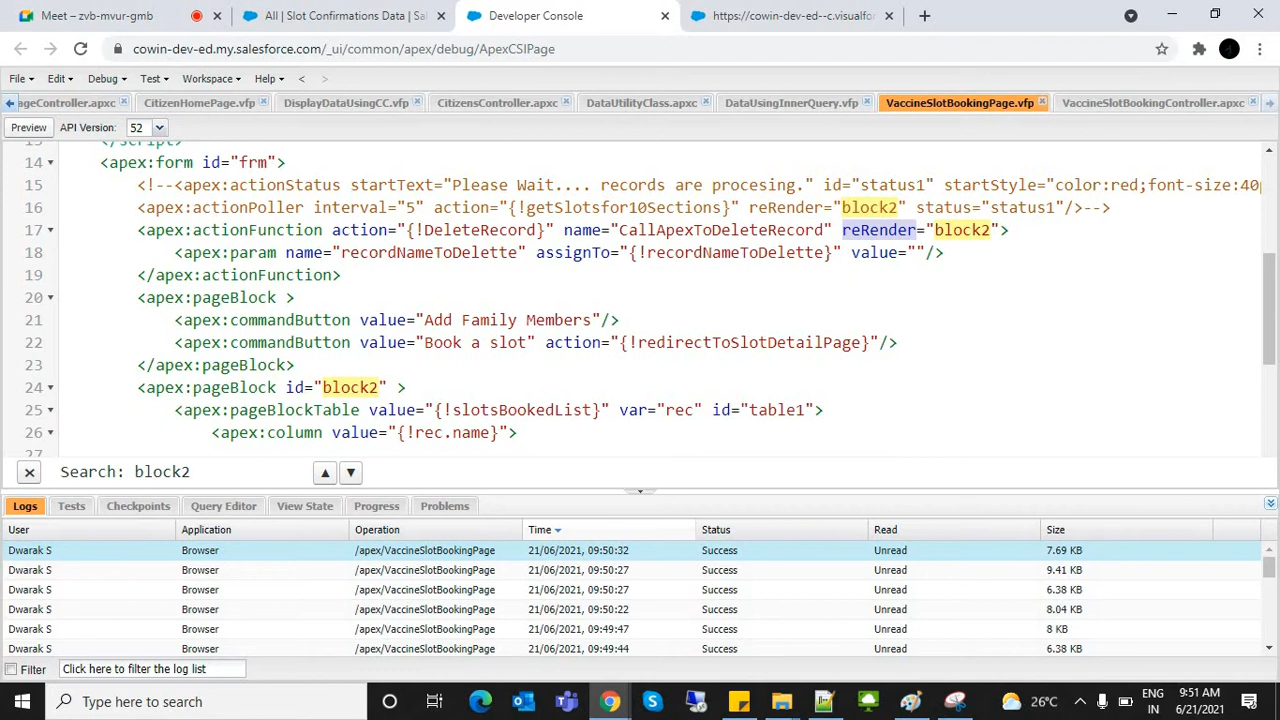 Meet – zvb-mvur-gmb
All | Slot Confirmations Data | Sal
Developer Console
https://cowin-dev-ed--c.visualfo
cowin-dev-ed.my.salesforce.com/_ui/common/apex/debug/ApexCSIPage
File Edit Debug Test Workspace Help < >
ageController.apxc CitizenHomePage.vfp DisplayDataUsingCC.vfp CitizensController.apxc DataUtilityClass.apxc DataUsingInnerQuery.vfp VaccineSlotBookingPage.vfp VaccineSlotBookingController.apxc
Preview API Version: 52
13 </script>
14 <apex:form id="frm">
15 <!--<apex:actionStatus startText="Please Wait.... records are procesing." id="status1" startStyle="color:red;font-size:40p
16 <apex:actionPoller interval="5" action="{!getSlotsfor10Sections}" reRender="block2" status="status1"/>-->
17 <apex:actionFunction action="{!DeleteRecord}" name="CallApexToDeleteRecord" reRender="block2">
18 <apex:param name="recordNameToDelette" assignTo="{!recordNameToDelette}" value=""/>
19 </apex:actionFunction>
20 <apex:pageBlock >
21 <apex:commandButton value="Add Family Members"/>
22 <apex:commandButton value="Book a slot" action="{!redirectToSlotDetailPage}"/>
23 </apex:pageBlock>
24 <apex:pageBlock id="block2" >
25 <apex:pageBlockTable value="{!slotsBookedList}" var="rec" id="table1">
26 <apex:column value="{!rec.name}">
27
Search: block2
Logs Tests Checkpoints Query Editor View State Progress Problems
User Application Operation Time Status Read Size
Dwarak S Browser /apex/VaccineSlotBookingPage 21/06/2021, 09:50:32 Success Unread 7.69 KB
Dwarak S Browser /apex/VaccineSlotBookingPage 21/06/2021, 09:50:27 Success Unread 9.41 KB
Dwarak S Browser /apex/VaccineSlotBookingPage 21/06/2021, 09:50:27 Success Unread 6.38 KB
Dwarak S Browser /apex/VaccineSlotBookingPage 21/06/2021, 09:50:22 Success Unread 8.04 KB
Dwarak S Browser /apex/VaccineSlotBookingPage 21/06/2021, 09:49:47 Success Unread 8 KB
Dwarak S Browser /apex/VaccineSlotBookingPage 21/06/2021, 09:49:44 Success Unread 6.38 KB
Filter Click here to filter the log list
Type here to search
26°C
ENG
IN
9:51 AM
6/21/2021